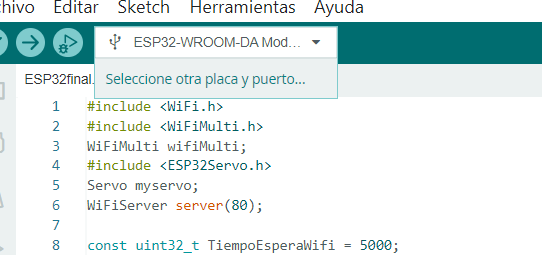 Editar Sketch Herramientas Ayuda
ESP32-WROOM-DA Mod...
Seleccione otra placa y puerto...
ESP32final.
1 #include <WiFi.h>
2 #include <WiFiMulti.h>
3 WiFiMulti wifiMulti;
4 #include <ESP32Servo.h>
5 Servo myservo;
6 WiFiServer server(80);
7
8 const uint32_t TiempoEsperaWifi = 5000;